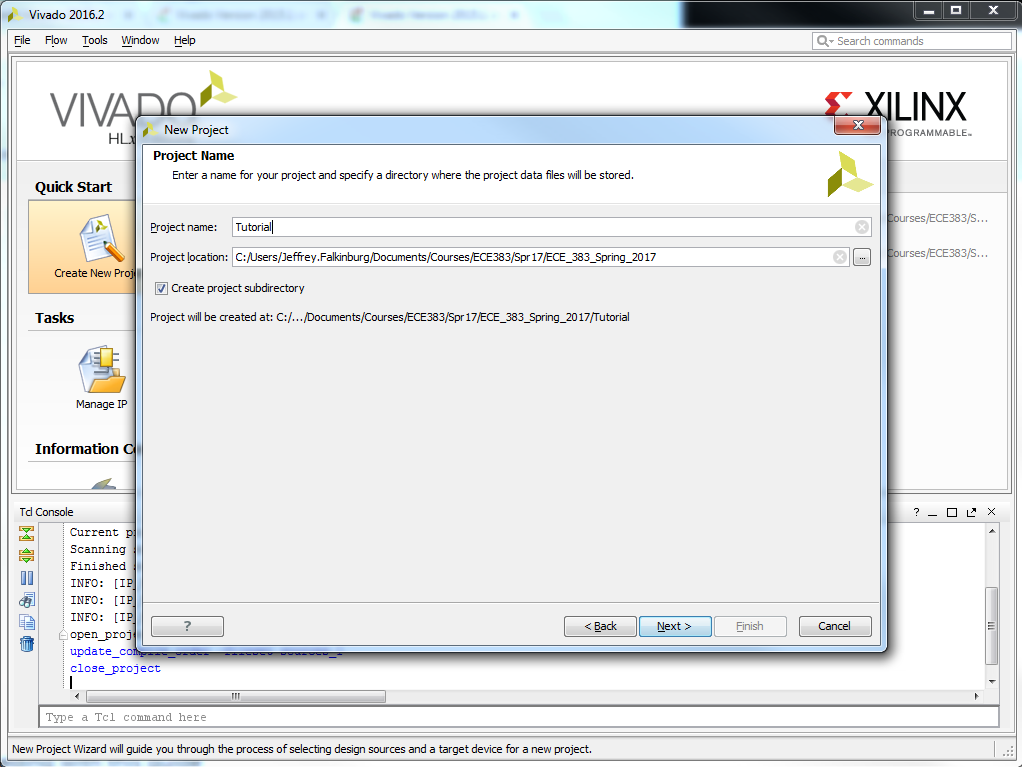 Vivado 2016.2
File Flow Tools Window Help
Search commands
VIVADO
HLx
XILINX
PROGRAMMABLE™
New Project
Project Name
Enter a name for your project and specify a directory where the project data files will be stored.
Quick Start
Create New Proj
Courses/ECE383/S...
Courses/ECE383/S...
Project name: Tutorial
Project location: C:/Users/Jeffrey.Falkinburg/Documents/Courses/ECE383/Spr17/ECE_383_Spring_2017 ...
Create project subdirectory
Project will be created at: C:/.../Documents/Courses/ECE383/Spr17/ECE_383_Spring_2017/Tutorial
Tasks
Manage IP
Information C
Tcl Console
Current p
Scanning
Finished
INFO: [IP
INFO: [IP
INFO: [IP
open_proj
close_project
? < Back Next > Finish Cancel
Type a Tcl command here
New Project Wizard will guide you through the process of selecting design sources and a target device for a new project.